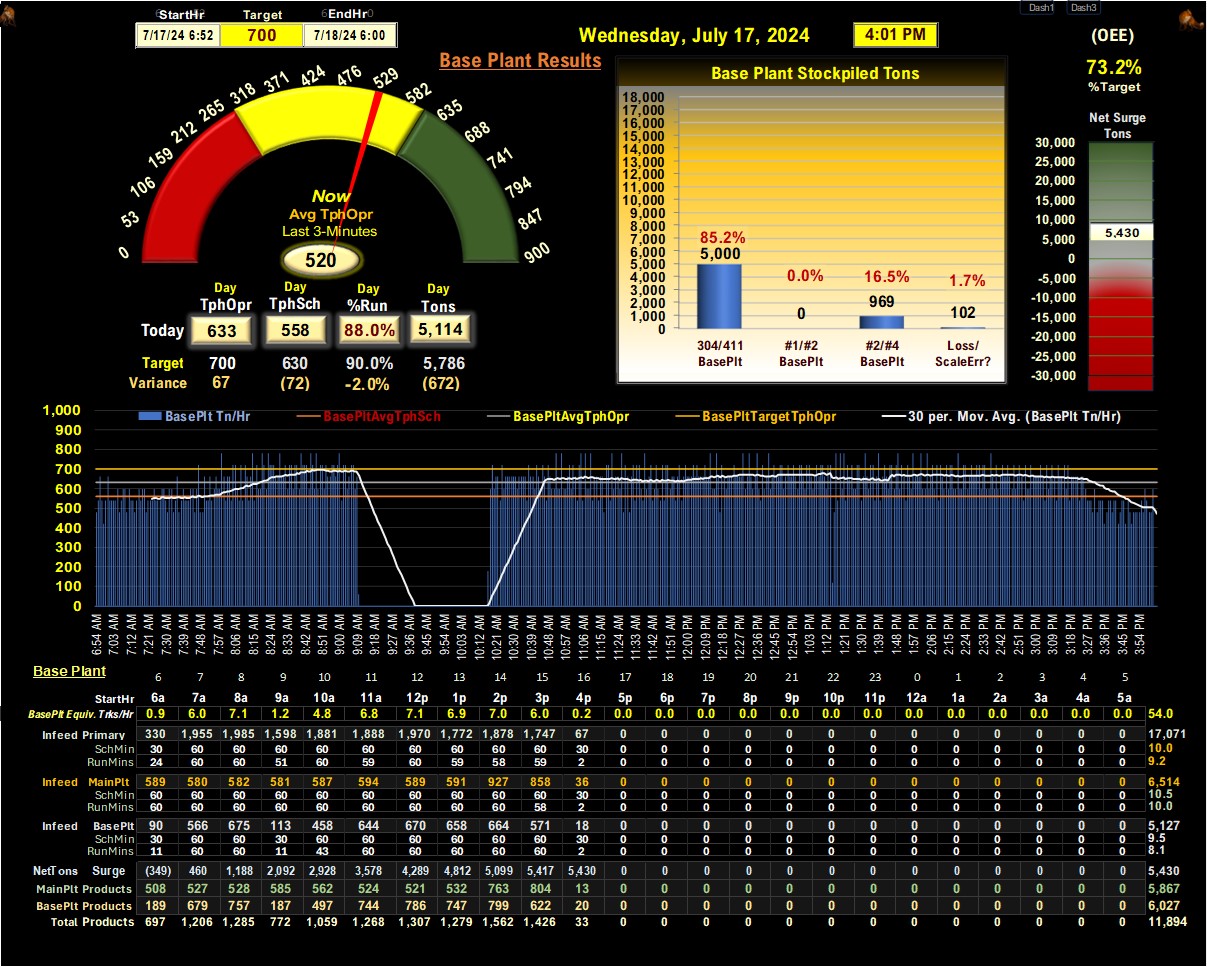 Dash1 Dash3
StartHr Target EndHr
7/17/24 6:52 700 7/18/24 6:00
Wednesday, July 17, 2024 4:01 PM
(OEE)
73.2%
%Target
Base Plant Results
0 53 106 159 212 265 318 371 424 476 529 582 635 688 741 794 847 900
Now
Avg TphOpr
Last 3-Minutes
520
Day Day Day Day
TphOpr TphSch %Run Tons
Today 633 558 88.0% 5,114
Target 700 630 90.0% 5,786
Variance 67 (72) -2.0% (672)
Base Plant Stockpiled Tons
18,000
17,000
16,000
15,000
14,000
13,000
12,000
11,000
10,000
9,000
8,000
7,000
6,000
5,000
4,000
3,000
2,000
1,000
0
85.2% 0.0% 16.5% 1.7%
5,000 0 969 102
304/411 #1/#2 #2/#4 Loss/
BasePlt BasePlt BasePlt ScaleErr?
Net Surge
Tons
30,000
25,000
20,000
15,000
10,000
5,000
0
-5,000
-10,000
-15,000
-20,000
-25,000
-30,000
5,430
BasePlt Tn/Hr BasePltAvgTphSch BasePltAvgTphOpr BasePltTargetTphOpr 30 per. Mov. Avg. (BasePlt Tn/Hr)
1,000
900
800
700
600
500
400
300
200
100
0
6:54 AM 7:03 AM 7:12 AM 7:21 AM 7:30 AM 7:39 AM 7:48 AM 7:57 AM 8:06 AM 8:15 AM 8:24 AM 8:33 AM 8:42 AM 8:51 AM 9:00 AM 9:09 AM 9:18 AM 9:27 AM 9:36 AM 9:45 AM 9:54 AM 10:03 AM 10:12 AM 10:21 AM 10:30 AM 10:39 AM 10:48 AM 10:57 AM 11:06 AM 11:15 AM 11:24 AM 11:33 AM 11:42 AM 11:51 AM 12:00 PM 12:09 PM 12:18 PM 12:27 PM 12:36 PM 12:45 PM 12:54 PM 1:03 PM 1:12 PM 1:21 PM 1:30 PM 1:39 PM 1:48 PM 1:57 PM 2:06 PM 2:15 PM 2:24 PM 2:33 PM 2:42 PM 2:51 PM 3:00 PM 3:09 PM 3:18 PM 3:27 PM 3:36 PM 3:45 PM 3:54 PM
Base Plant 6 7 8 9 10 11 12 13 14 15 16 17 18 19 20 21 22 23 0 1 2 3 4 5
StartHr 6a 7a 8a 9a 10a 11a 12p 1p 2p 3p 4p 5p 6p 7p 8p 9p 10p 11p 12a 1a 2a 3a 4a 5a
BasePlt Equiv. Trks/Hr 0.9 6.0 7.1 1.2 4.8 6.8 7.1 6.9 7.0 6.0 0.2 0.0 0.0 0.0 0.0 0.0 0.0 0.0 0.0 0.0 0.0 0.0 0.0 0.0 54.0
Infeed Primary 330 1,955 1,985 1,598 1,881 1,888 1,970 1,772 1,878 1,747 67 0 0 0 0 0 0 0 0 0 0 0 0 0 17,071
SchMin 30 60 60 60 60 60 60 60 60 60 30 0 0 0 0 0 0 0 0 0 0 0 0 0 10.0
RunMins 24 60 60 51 60 59 60 59 58 59 2 0 0 0 0 0 0 0 0 0 0 0 0 0 9.2
Infeed MainPlt 589 580 582 581 587 594 589 591 927 858 36 0 0 0 0 0 0 0 0 0 0 0 0 0 6,514
SchMin 60 60 60 60 60 60 60 60 60 60 30 0 0 0 0 0 0 0 0 0 0 0 0 0 10.5
RunMins 60 60 60 60 60 60 60 60 60 58 2 0 0 0 0 0 0 0 0 0 0 0 0 0 10.0
Infeed BasePlt 90 566 675 113 458 644 670 658 664 571 18 0 0 0 0 0 0 0 0 0 0 0 0 0 5,127
SchMin 30 60 60 30 60 60 60 60 60 60 30 0 0 0 0 0 0 0 0 0 0 0 0 0 9.5
RunMins 11 60 60 11 43 60 60 60 60 60 2 0 0 0 0 0 0 0 0 0 0 0 0 0 8.1
NetTons Surge (349) 460 1,188 2,092 2,928 3,578 4,289 4,812 5,099 5,417 5,430 0 0 0 0 0 0 0 0 0 0 0 0 0 5,430
MainPlt Products 508 527 528 585 562 524 521 532 763 804 13 0 0 0 0 0 0 0 0 0 0 0 0 0 5,867
BasePlt Products 189 679 757 187 497 744 786 747 799 622 20 0 0 0 0 0 0 0 0 0 0 0 0 0 6,027
Total Products 697 1,206 1,285 772 1,059 1,268 1,307 1,279 1,562 1,426 33 0 0 0 0 0 0 0 0 0 0 0 0 0 11,894